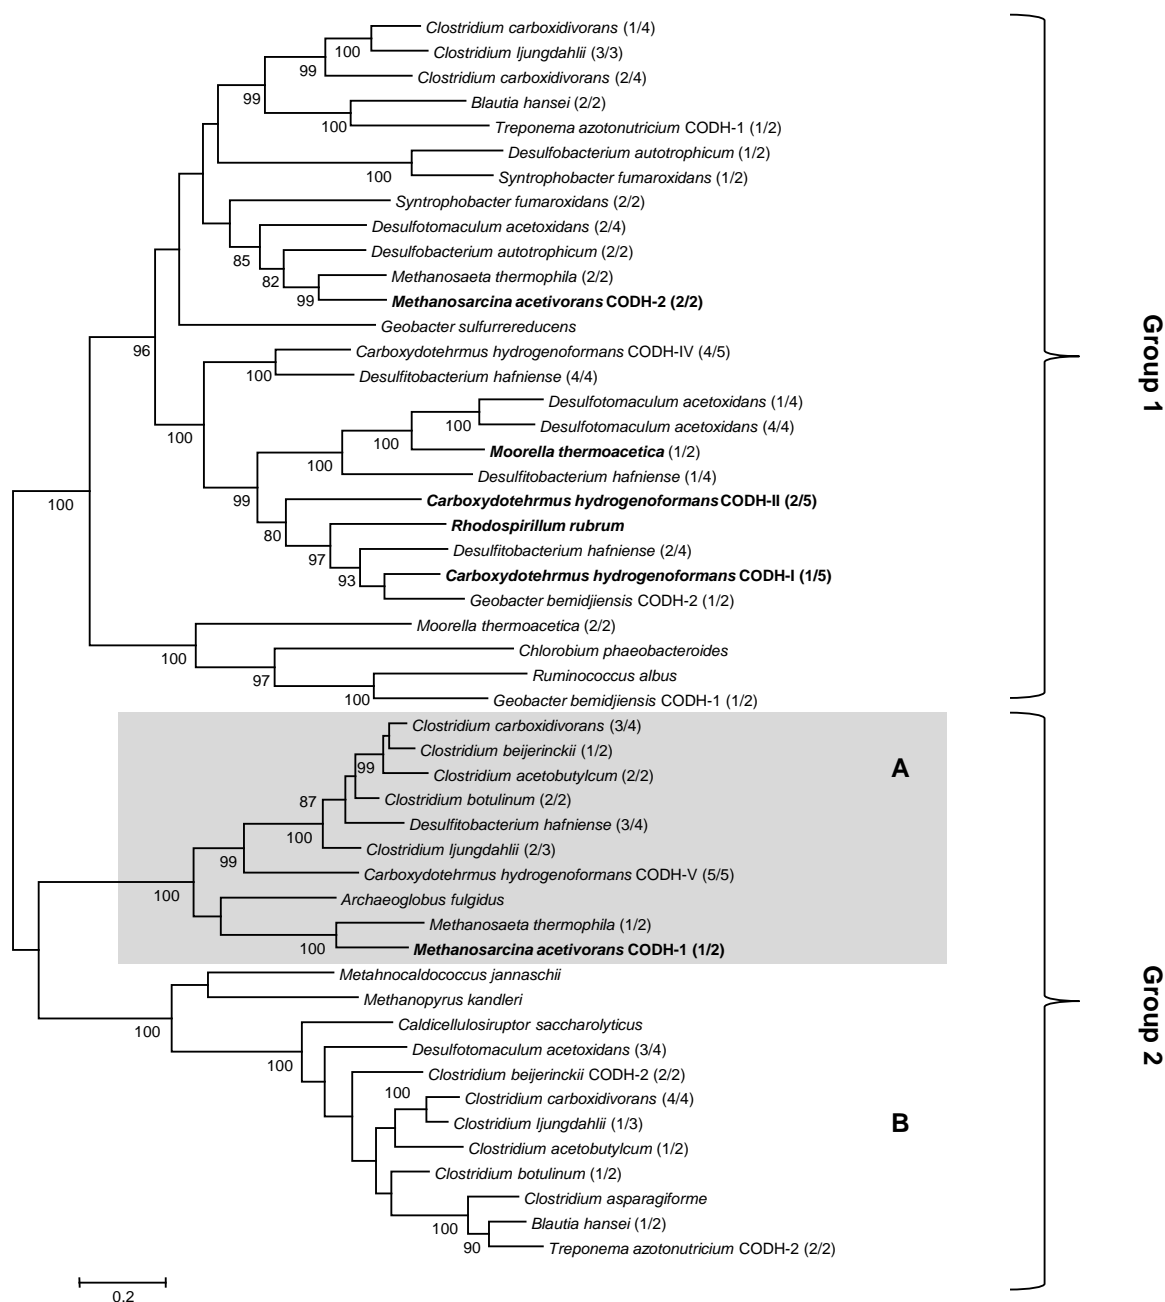 Clostridium carboxidivorans (1/4)
100
Clostridium ljungdahlii (3/3)
99
Clostridium carboxidivorans (2/4)
99
Blautia hansei (2/2)
100
Treponema azotonutricium CODH-1 (1/2)
Desulfobacterium autotrophicum (1/2)
100
Syntrophobacter fumaroxidans (1/2)
Syntrophobacter fumaroxidans (2/2)
Desulfotomaculum acetoxidans (2/4)
85
Desulfobacterium autotrophicum (2/2)
82
Methanosaeta thermophila (2/2)
99
Methanosarcina acetivorans CODH-2 (2/2)
Geobacter sulfurrereducens
96
Carboxydotehrmus hydrogenoformans CODH-IV (4/5)
100
Desulfitobacterium hafniense (4/4)
Desulfotomaculum acetoxidans (1/4)
100
Desulfotomaculum acetoxidans (4/4)
100
100
Moorella thermoacetica (1/2)
100
Desulfitobacterium hafniense (1/4)
99
Carboxydotehrmus hydrogenoformans CODH-II (2/5)
100
80
Rhodospirillum rubrum
97
Desulfitobacterium hafniense (2/4)
93
Carboxydotehrmus hydrogenoformans CODH-I (1/5)
Geobacter bemidjiensis CODH-2 (1/2)
Moorella thermoacetica (2/2)
100
Chlorobium phaeobacteroides
97
Ruminococcus albus
100
Geobacter bemidjiensis CODH-1 (1/2)
Group 1
Clostridium carboxidivorans (3/4)
Clostridium beijerinckii (1/2)
99
A
Clostridium acetobutylcum (2/2)
87
Clostridium botulinum (2/2)
Desulfitobacterium hafniense (3/4)
100
Clostridium ljungdahlii (2/3)
99
Carboxydotehrmus hydrogenoformans CODH-V (5/5)
100
Archaeoglobus fulgidus
Methanosaeta thermophila (1/2)
100
Methanosarcina acetivorans CODH-1 (1/2)
Metahnocaldococcus jannaschii
Methanopyrus kandleri
100
Caldicellulosiruptor saccharolyticus
Desulfotomaculum acetoxidans (3/4)
100
Clostridium beijerinckii CODH-2 (2/2)
100
Clostridium carboxidivorans (4/4)
Clostridium ljungdahlii (1/3)
B
Clostridium acetobutylcum (1/2)
Clostridium botulinum (1/2)
Clostridium asparagiforme
100
Blautia hansei (1/2)
90
Treponema azotonutricium CODH-2 (2/2)
Group 2
0.2